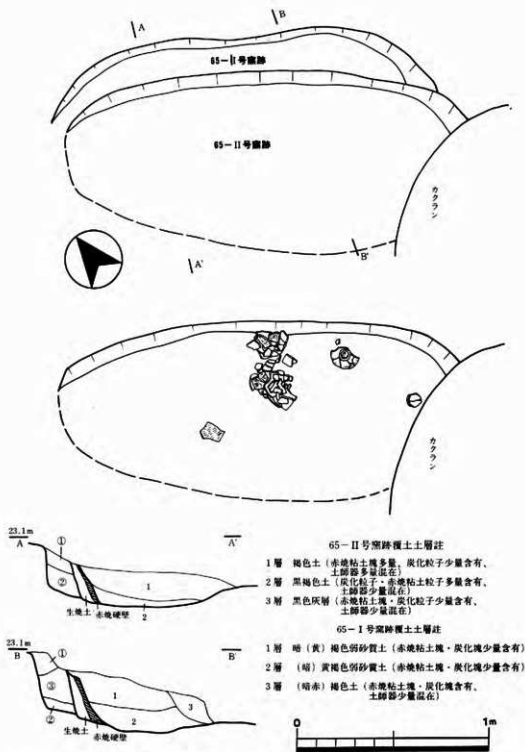 A
B
65－I号窯跡
65－II号窯跡
カクラン
A'
B'
カクラン
23.1m
A
A'
①
②
1
2
生焼土
赤焼硬壁
23.1m
B
B'
①
③
②
1
2
3
生焼土
赤焼硬壁
65－II号窯跡覆土土層註
1層 褐色土（赤焼粘土塊多量、炭化粒子少量含有、
土師器多量混在）
2層 黒褐色土（炭化粒子・赤焼粘土粒子多量含有、
土師器少量混在）
3層 黒色灰層（赤焼粘土塊・炭化粒子少量含有、
土師器少量混在）
65－I号窯跡覆土土層註
1層 暗（黄）褐色弱砂質土（赤焼粘土塊・炭化塊少量含有）
2層 （暗）黄褐色弱砂質土（赤焼粘土塊・炭化塊少量含有）
3層 （暗赤）褐色土（赤焼粘土塊・炭化塊含有、
土師器少量混在）
0
1m